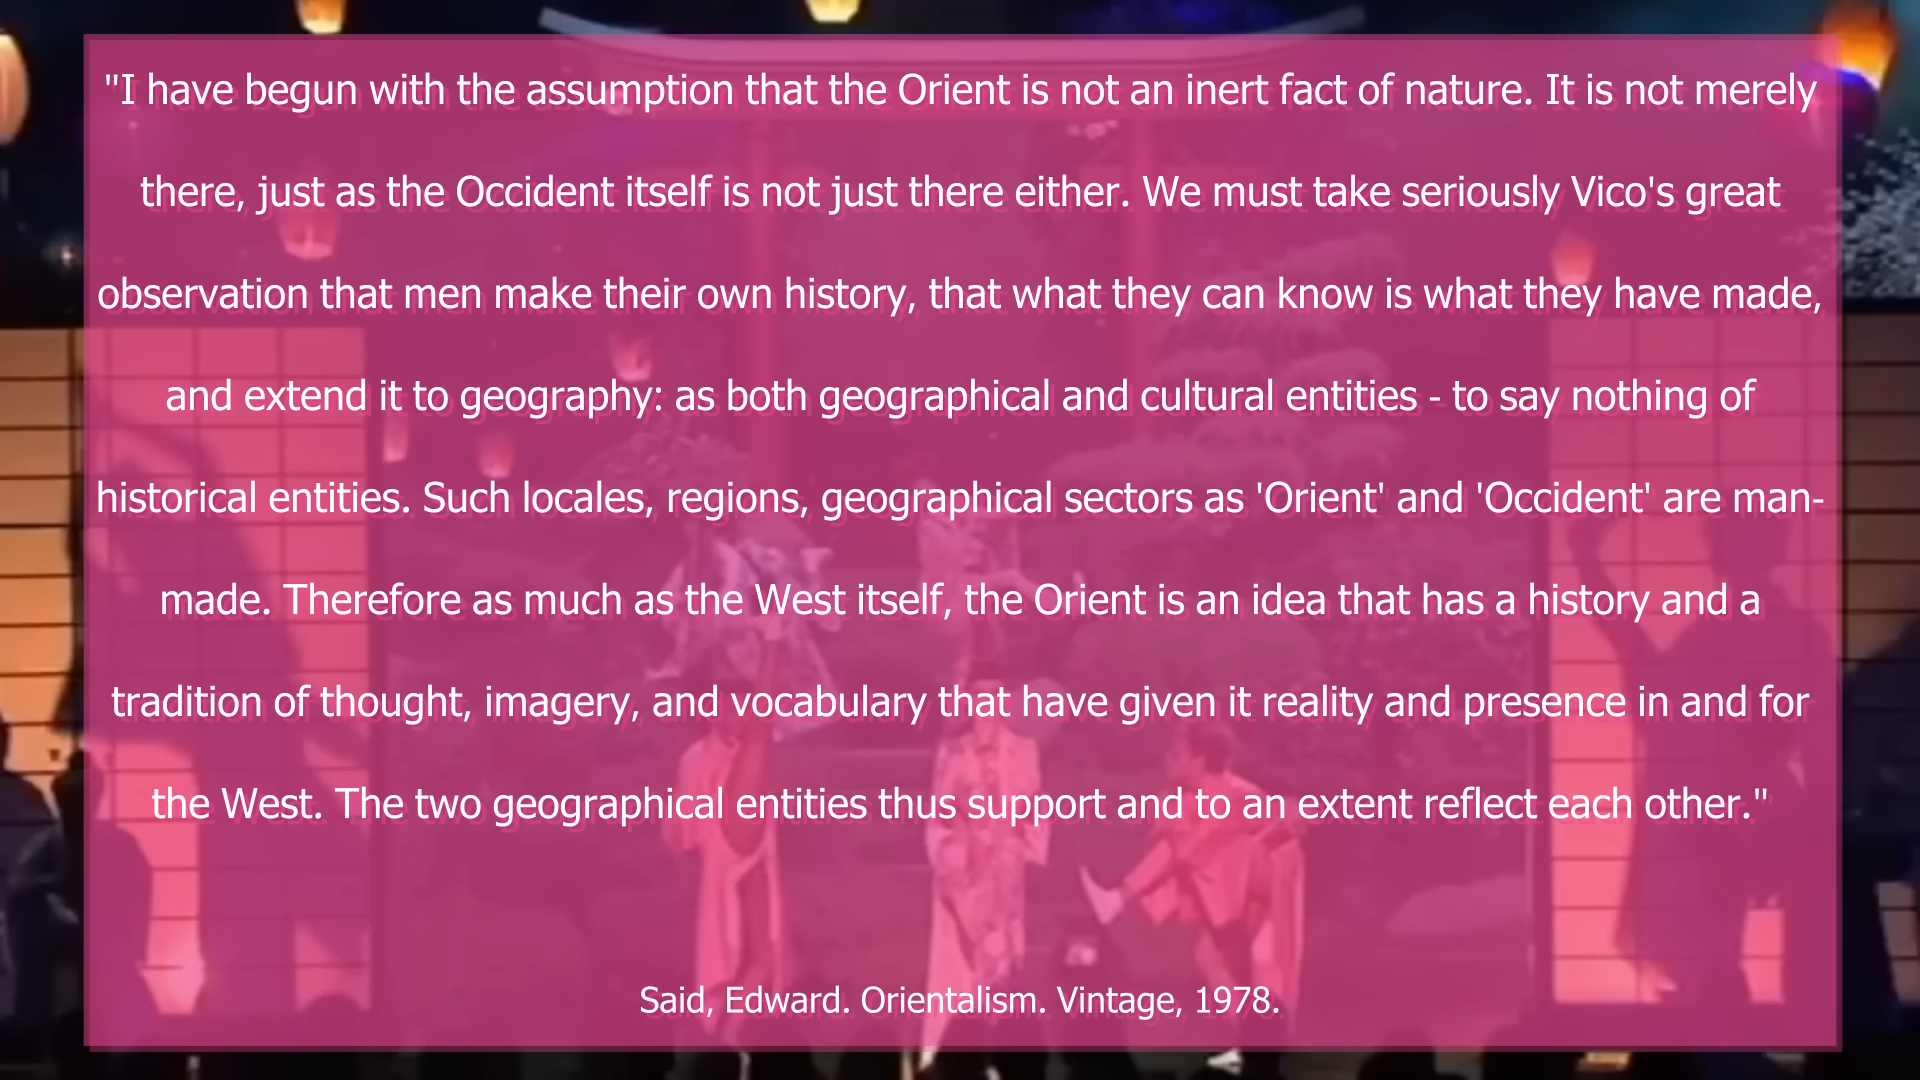 "I have begun with the assumption that the Orient is not an inert fact of nature. It is not merely
there, just as the Occident itself is not just there either. We must take seriously Vico's great
observation that men make their own history, that what they can know is what they have made,
and extend it to geography: as both geographical and cultural entities - to say nothing of
historical entities. Such locales, regions, geographical sectors as 'Orient' and 'Occident' are man-
made. Therefore as much as the West itself, the Orient is an idea that has a history and a
tradition of thought, imagery, and vocabulary that have given it reality and presence in and for
the West. The two geographical entities thus support and to an extent reflect each other."
Said, Edward. Orientalism. Vintage, 1978.